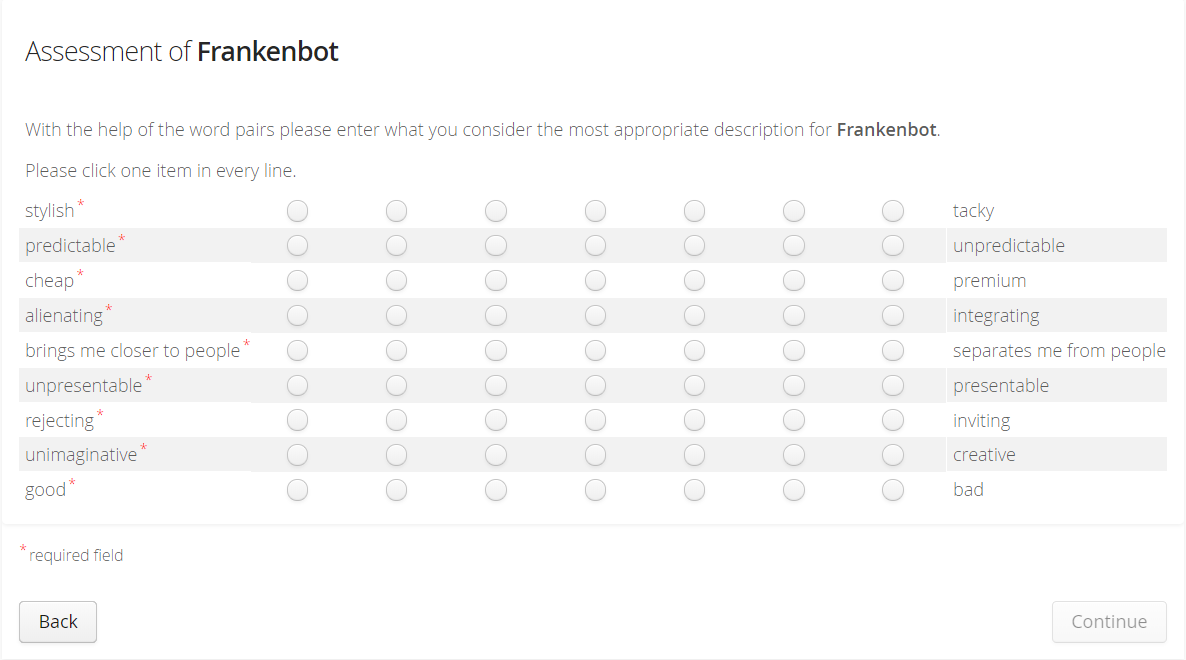 Assessment of Frankenbot
With the help of the word pairs please enter what you consider the most appropriate description for Frankenbot.
Please click one item in every line.
stylish* tacky
predictable* unpredictable
cheap* premium
alienating* integrating
brings me closer to people* separates me from people
unpresentable* presentable
rejecting* inviting
unimaginative* creative
good* bad
*required field
Back Continue